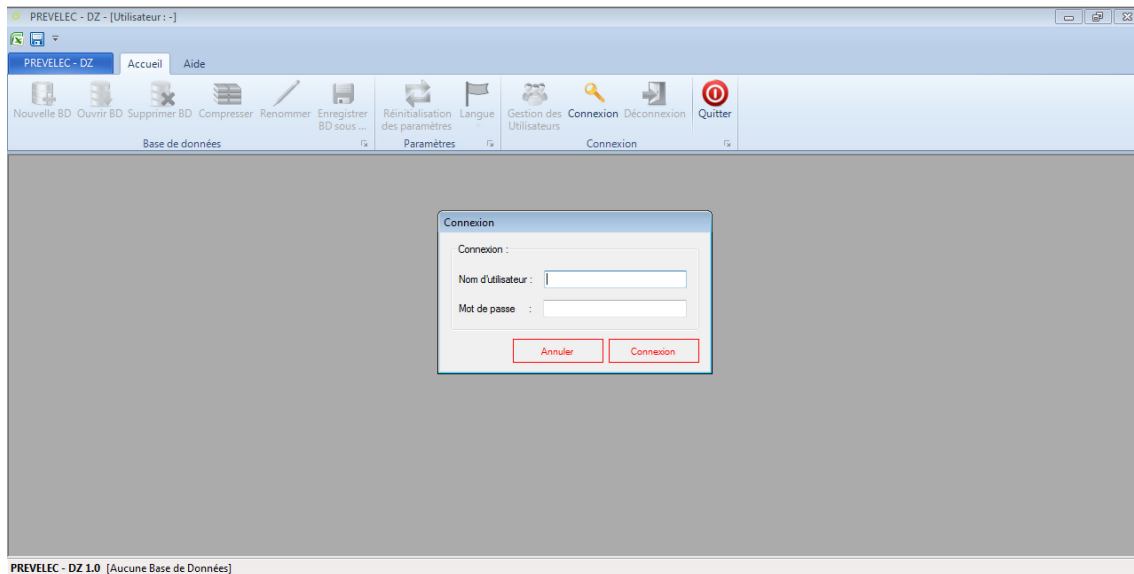 PREVELEC - DZ - [Utilisateur : -]
PREVELEC - DZ Accueil Aide
Nouvelle BD Ouvrir BD Supprimer BD Compresser Renommer Enregistrer BD sous ... Réinitialisation des paramètres Langue Gestion des Utilisateurs Connexion Déconnexion Quitter
Base de données Paramètres Connexion
Connexion
Connexion :
Nom d'utilisateur :
Mot de passe :
Annuler Connexion
PREVELEC - DZ 1.0 [Aucune Base de Données]